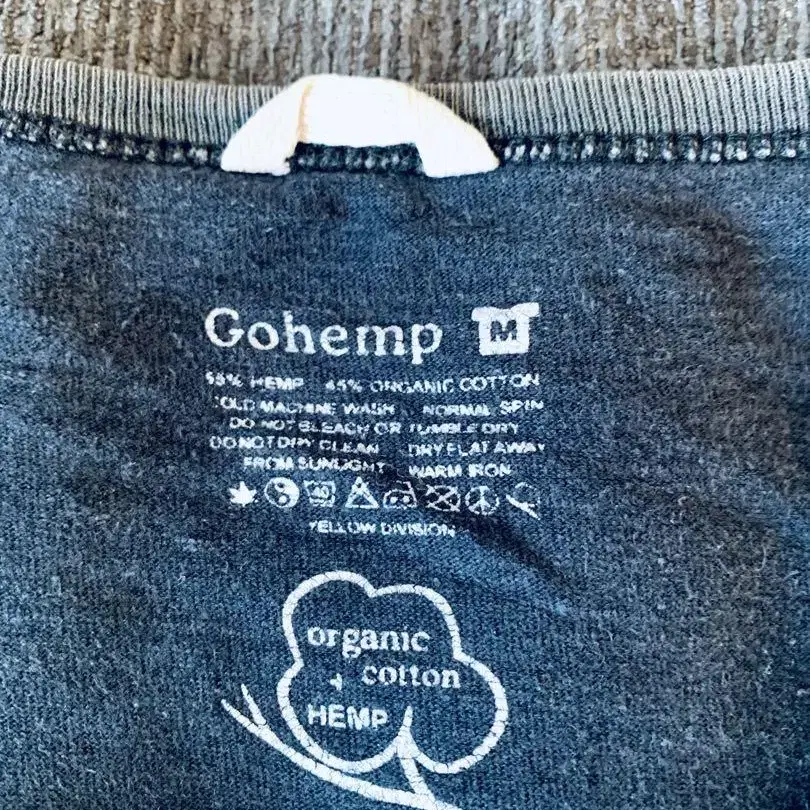 Gohemp M
55% HEMP 45% ORGANIC COTTON
COLD MACHINE WASH NORMAL SPIN
DO NOT BLEACH OR TUMBLE DRY
DO NOT DRY CLEAN DRY FLAT AWAY
FROM SUNLIGHT WARM IRON
40
YELLOW DIVISION
organic
cotton
+
HEMP